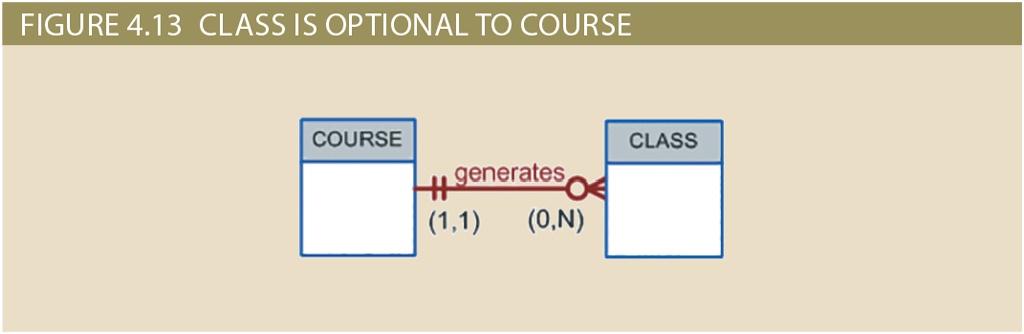 FIGURE 4.13 CLASS IS OPTIONAL TO COURSE
COURSE
CLASS
generates
(1,1)
(0,N)